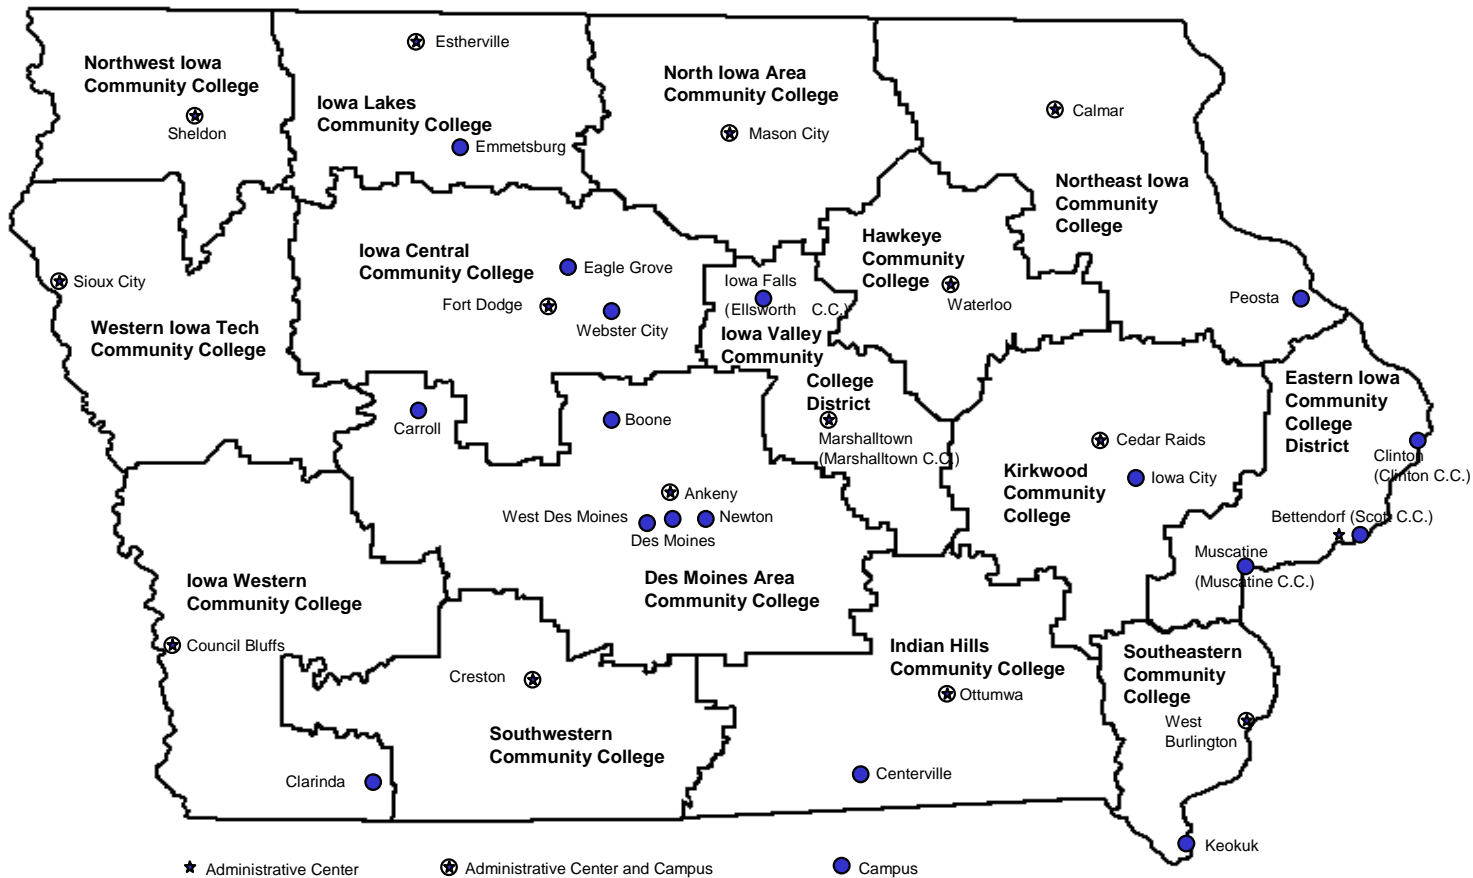 Northwest Iowa
Community College
Sheldon
Estherville
Iowa Lakes
Community College
Emmetsburg
North Iowa Area
Community College
Mason City
Calmar
Northeast Iowa
Community
College
Peosta
Sioux City
Western Iowa Tech
Community College
Iowa Central
Community College
Eagle Grove
Fort Dodge
Webster City
Iowa Falls
(Ellsworth C.C.)
Iowa Valley
Community
College
District
Marshalltown
(Marshalltown C.C.)
Hawkeye
Community
College
Waterloo
Carroll
Boone
Ankeny
West Des Moines
Newton
Des Moines
Des Moines Area
Community College
Cedar Raids
Iowa City
Kirkwood
Community
College
Eastern Iowa
Community
College
District
Clinton
(Clinton C.C.)
Bettendorf (Scott C.C.)
Muscatine
(Muscatine C.C.)
Iowa Western
Community College
Council Bluffs
Clarinda
Creston
Southwestern
Community College
Indian Hills
Community College
Ottumwa
Centerville
Southeastern
Community
College
West
Burlington
Keokuk
Administrative Center
Administrative Center and Campus
Campus